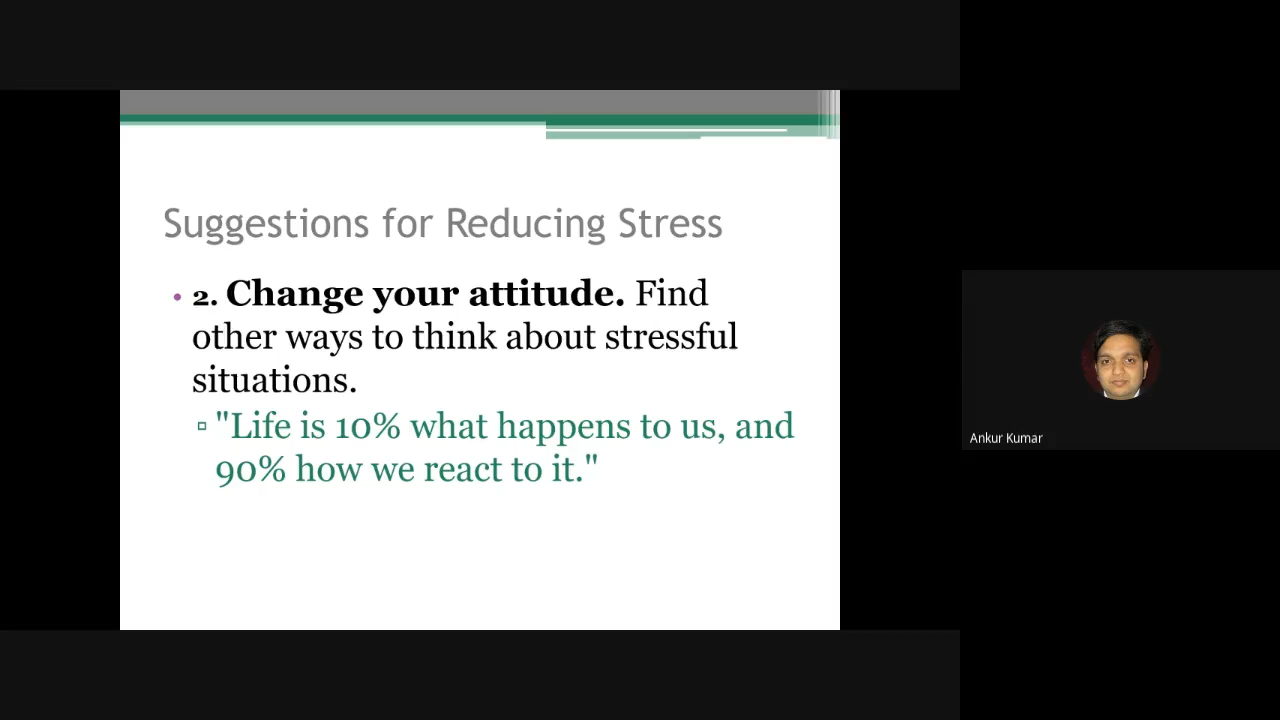 Suggestions for Reducing Stress
• 2. Change your attitude. Find
other ways to think about stressful
situations.
▫ "Life is 10% what happens to us, and
90% how we react to it."
Ankur Kumar